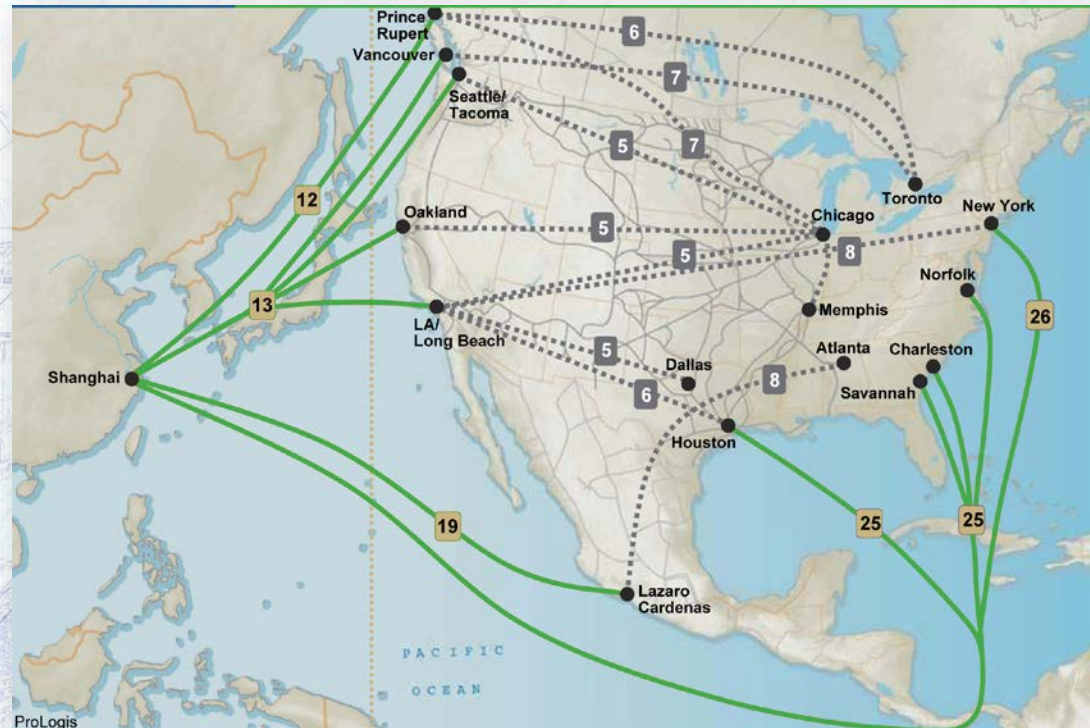 Prince
Rupert
6
Vancouver
7
Seattle/
Tacoma
5
7
12
Toronto
Oakland
Chicago
New York
5
5
8
Norfolk
13
LA/
Long Beach
Memphis
26
5
Atlanta
Charleston
Shanghai
Dallas
8
Savannah
6
Houston
19
25
25
Lazaro
Cardenas
PACIFIC
OCEAN
ProLogis